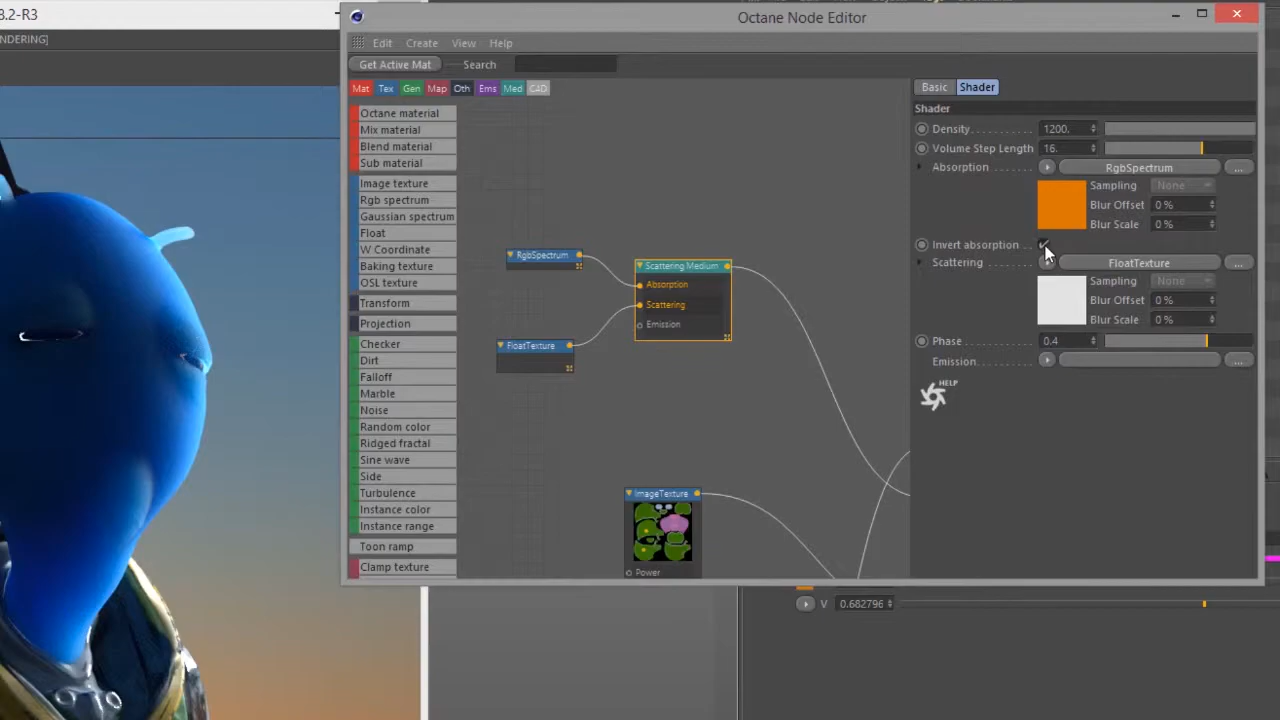 8.2-R3
NDERING]
Octane Node Editor
Edit Create View Help
Get Active Mat Search
Mat Tex Gen Map Oth Ems Med C4D
Octane material
Mix material
Blend material
Sub material
Image texture
Rgb spectrum
Gaussian spectrum
Float
W Coordinate
Baking texture
OSL texture
Transform
Projection
Checker
Dirt
Falloff
Marble
Noise
Random color
Ridged fractal
Sine wave
Side
Turbulence
Instance color
Instance range
Toon ramp
Clamp texture
RgbSpectrum
Scattering Medium
Absorption
Scattering
Emission
FloatTexture
ImageTexture
Power
Basic Shader
Shader
Density 1200.
Volume Step Length 16.
Absorption RgbSpectrum ...
Sampling None
Blur Offset 0 %
Blur Scale 0 %
Invert absorption
Scattering FloatTexture ...
Sampling None
Blur Offset 0 %
Blur Scale 0 %
Phase 0.4
Emission ...
HELP
V 0.682796